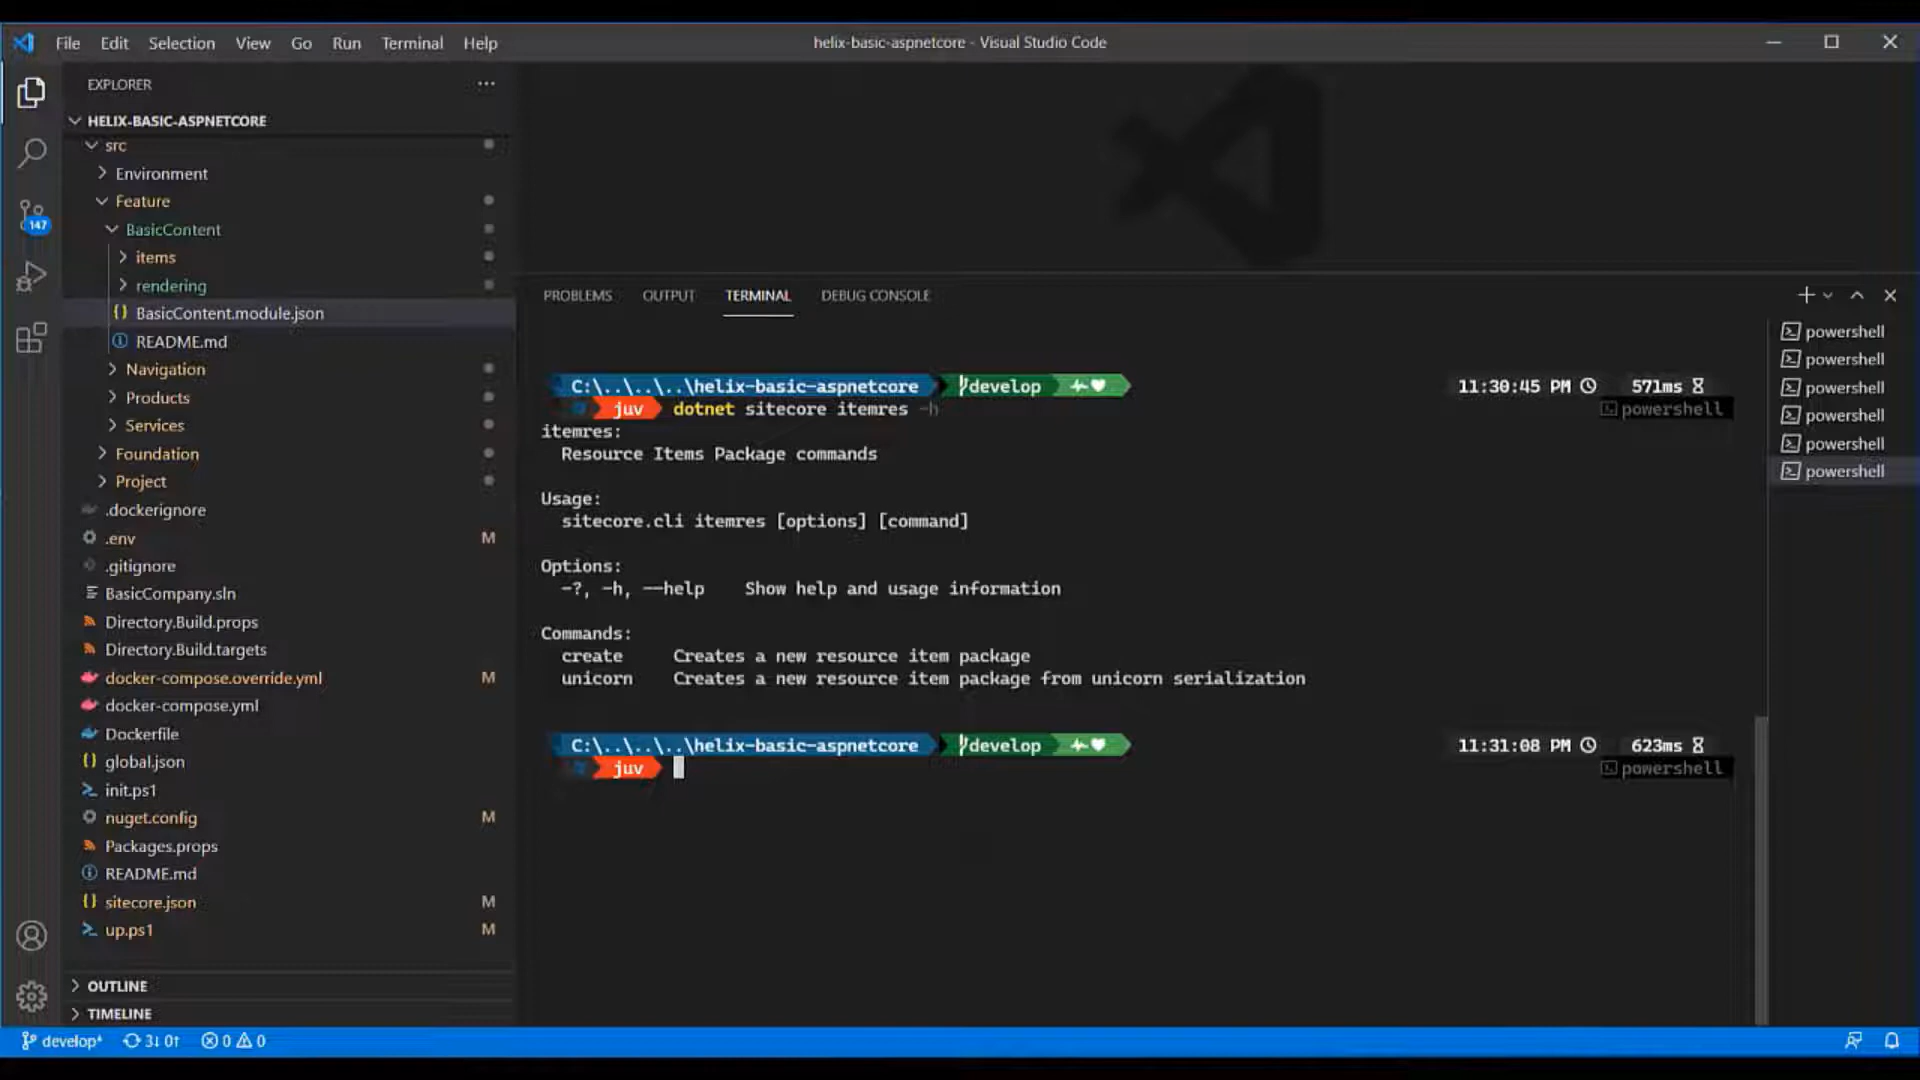 File Edit Selection View Go Run Terminal Help
helix-basic-aspnetcore - Visual Studio Code
EXPLORER
HELIX-BASIC-ASPNETCORE
src
Environment
Feature
BasicContent
items
rendering
BasicContent.module.json
README.md
Navigation
Products
Services
Foundation
Project
.dockerignore
.env M
.gitignore
BasicCompany.sln
Directory.Build.props
Directory.Build.targets
docker-compose.override.yml M
docker-compose.yml
Dockerfile
global.json
init.ps1
nuget.config M
Packages.props
README.md
sitecore.json M
up.ps1 M
OUTLINE
TIMELINE
147
PROBLEMS OUTPUT TERMINAL DEBUG CONSOLE
C:\..\..\..\helix-basic-aspnetcore develop 11:30:45 PM 571ms
juv dotnet sitecore itemres -h powershell
itemres:
Resource Items Package commands
Usage:
sitecore.cli itemres [options] [command]
Options:
-?, -h, --help Show help and usage information
Commands:
create Creates a new resource item package
unicorn Creates a new resource item package from unicorn serialization
C:\..\..\..\helix-basic-aspnetcore develop 11:31:08 PM 623ms
juv powershell
powershell
powershell
powershell
powershell
powershell
powershell
develop* 3↓ 0↑ 0 0